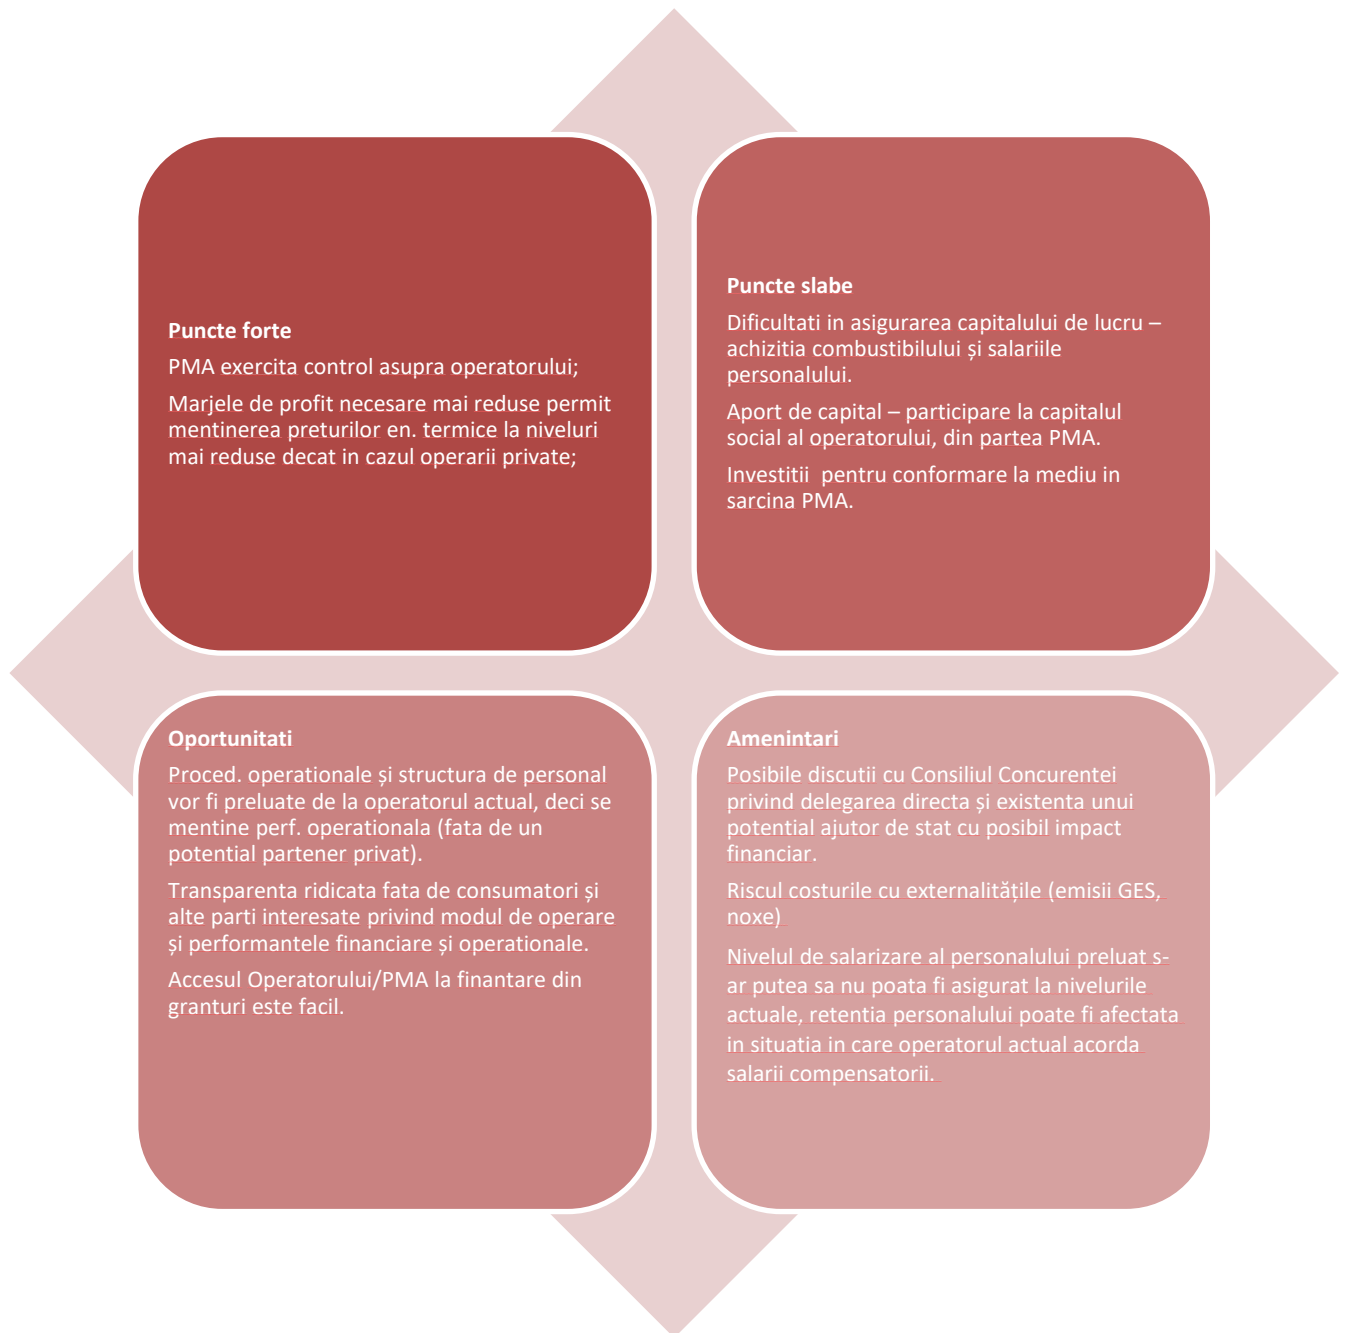 Puncte forte
PMA exercita control asupra operatorului;
Marjele de profit necesare mai reduse permit
mentinerea preturilor en. termice la niveluri
mai reduse decat in cazul operarii private;
Puncte slabe
Dificultati in asigurarea capitalului de lucru –
achizitia combustibilului și salariile
personalului.
Aport de capital – participare la capitalul
social al operatorului, din partea PMA.
Investitii  pentru conformare la mediu in
sarcina PMA.
Oportunitati
Proced. operationale și structura de personal
vor fi preluate de la operatorul actual, deci se
mentine perf. operationala (fata de un
potential partener privat).
Transparenta ridicata fata de consumatori și
alte parti interesate privind modul de operare
și performantele financiare și operationale.
Accesul Operatorului/PMA la finantare din
granturi este facil.
Amenintari
Posibile discutii cu Consiliul Concurentei
privind delegarea directa și existenta unui
potential ajutor de stat cu posibil impact
financiar.
Riscul costurile cu externalitățile (emisii GES,
noxe)
Nivelul de salarizare al personalului preluat s-
ar putea sa nu poata fi asigurat la nivelurile
actuale, retentia personalului poate fi afectata
in situatia in care operatorul actual acorda
salarii compensatorii.